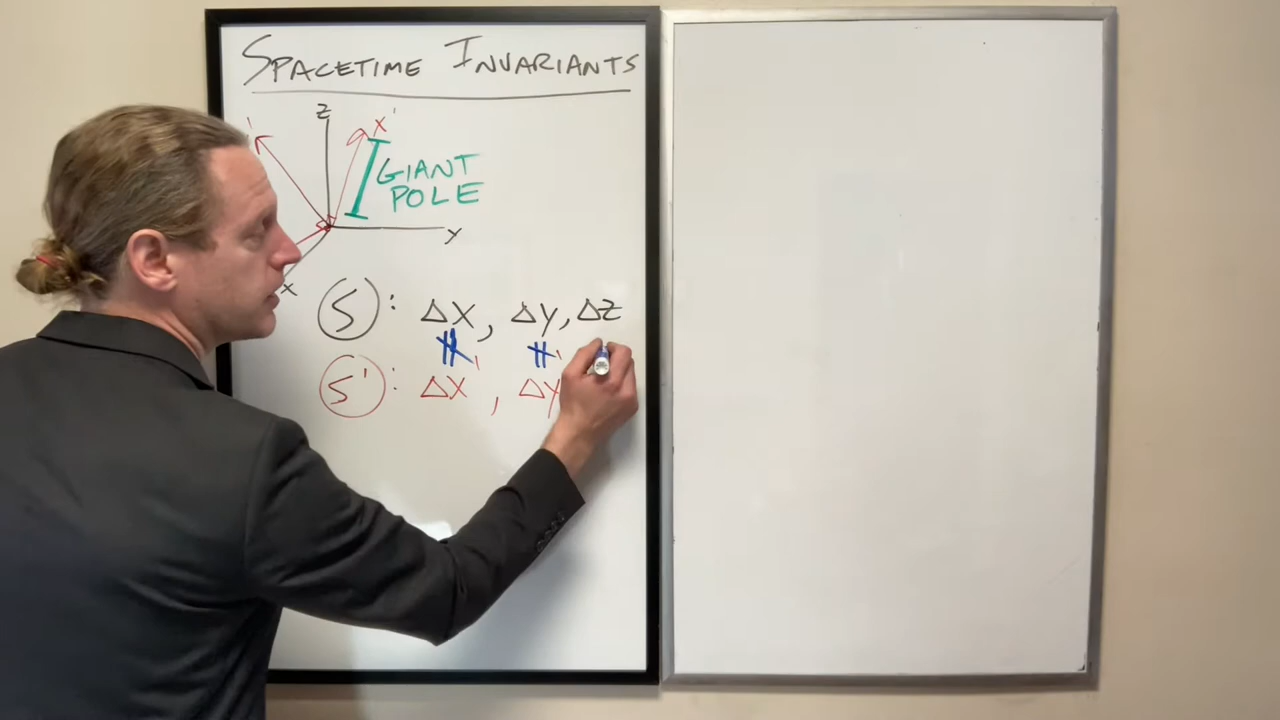 SPACETIME INVARIANTS
Z
X'
GIANT
POLE
y
x
S : ΔX, Δy, ΔZ
S' : ΔX', Δy'